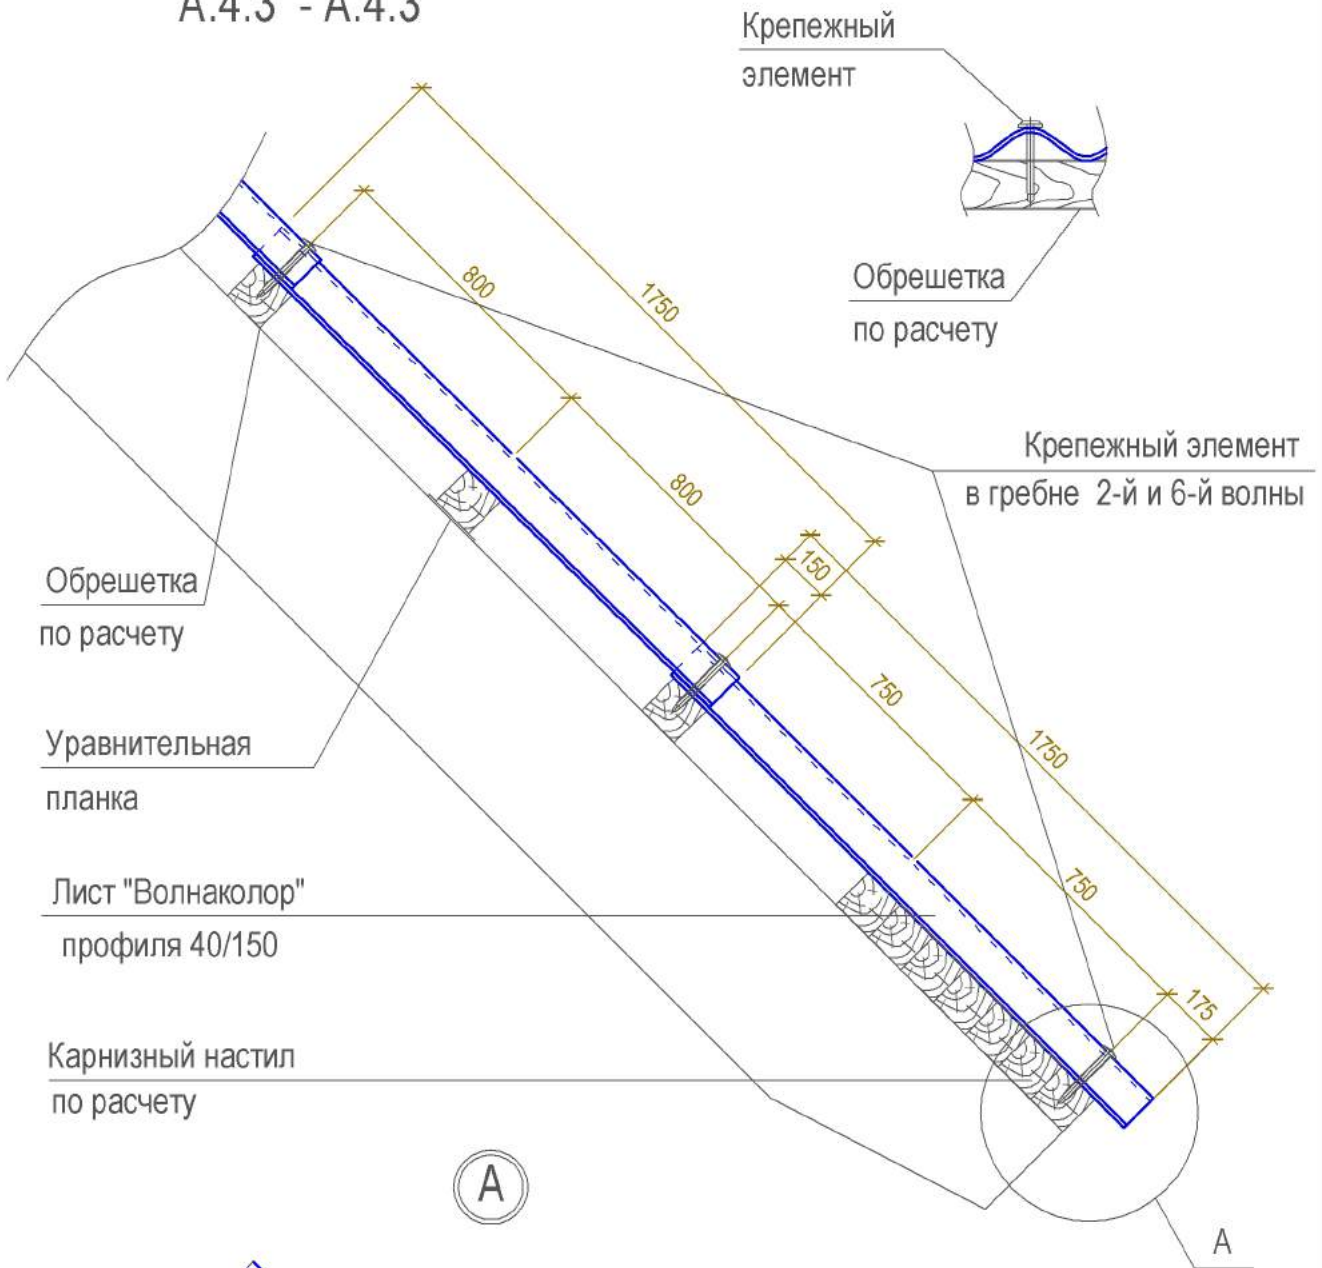 А.4.3 - А.4.3
Крепежный
элемент
Обрешетка
по расчету
800
1750
Крепежный элемент
в гребне 2-й и 6-й волны
800
150
Обрешетка
по расчету
750
1750
Уравнительная
планка
750
175
Лист "Волнаколор"
профиля 40/150
Карнизный настил
по расчету
А
А